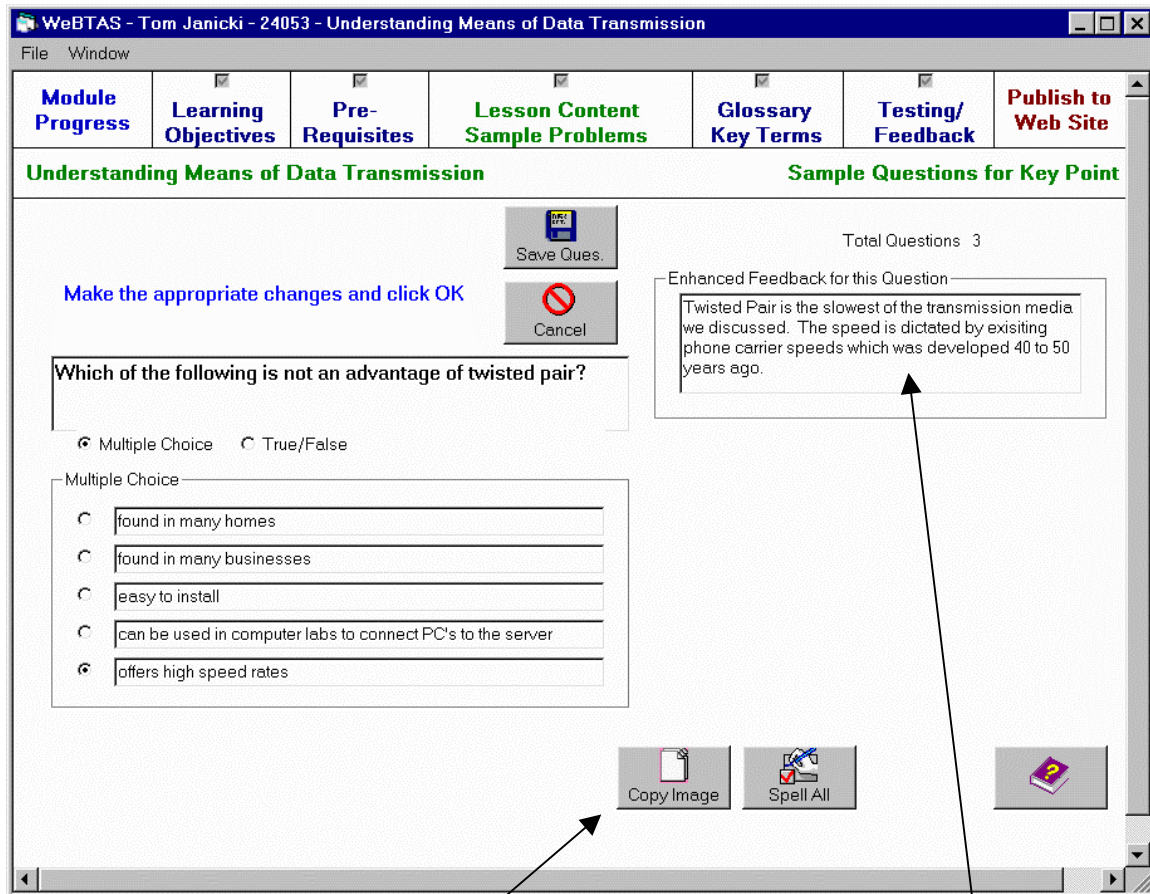 WeBTAS - Tom Janicki - 24053 - Understanding Means of Data Transmission
File Window
Module
Progress
Learning
Objectives
Pre-
Requisites
Lesson Content
Sample Problems
Glossary
Key Terms
Testing/
Feedback
Publish to
Web Site
Understanding Means of Data Transmission
Sample Questions for Key Point
Save Ques.
Total Questions 3
Make the appropriate changes and click OK
Cancel
Enhanced Feedback for this Question
Twisted Pair is the slowest of the transmission media
we discussed. The speed is dictated by exisiting
phone carrier speeds which was developed 40 to 50
years ago.
Which of the following is not an advantage of twisted pair?
Multiple Choice True/False
Multiple Choice
found in many homes
found in many businesses
easy to install
can be used in computer labs to connect PC's to the server
offers high speed rates
Copy Image
Spell All
?